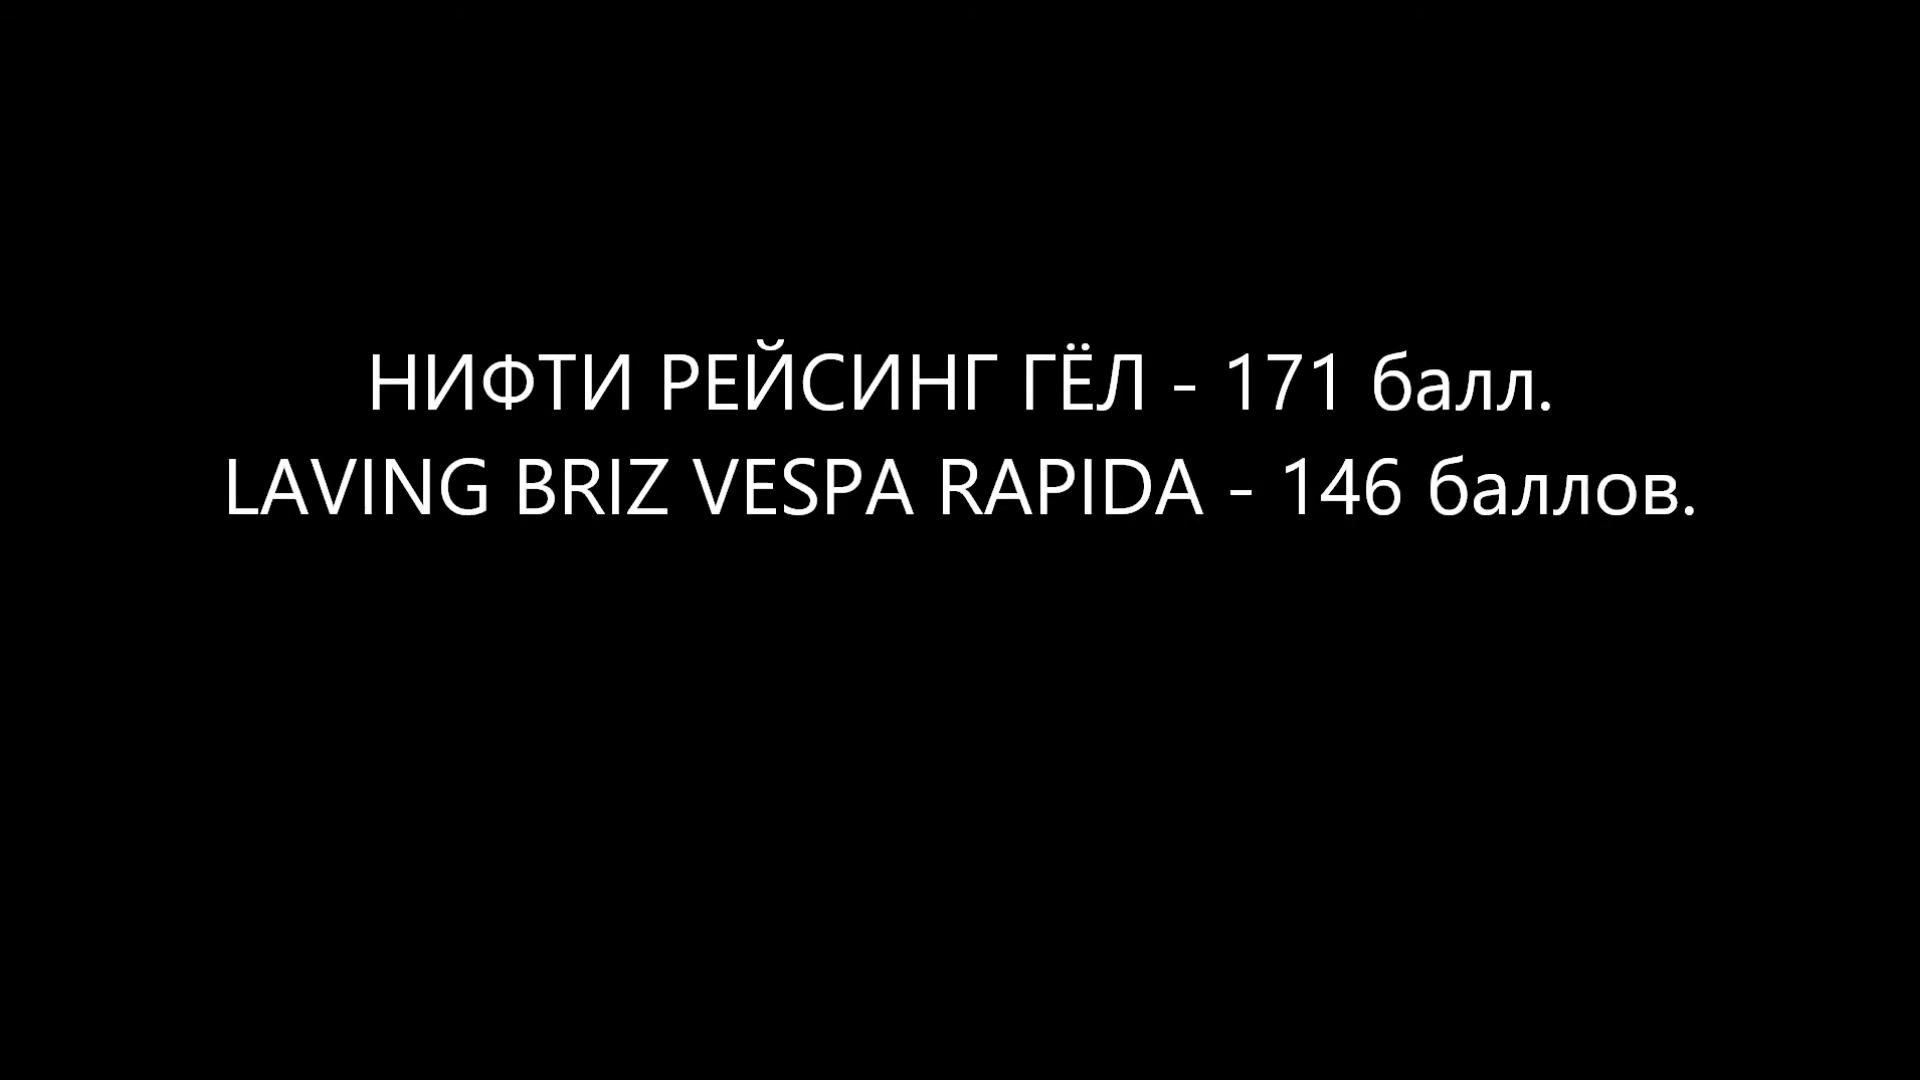 НИФТИ РЕЙСИНГ ГЁЛ - 171 балл.
LAVING BRIZ VESPA RAPIDA - 146 баллов.